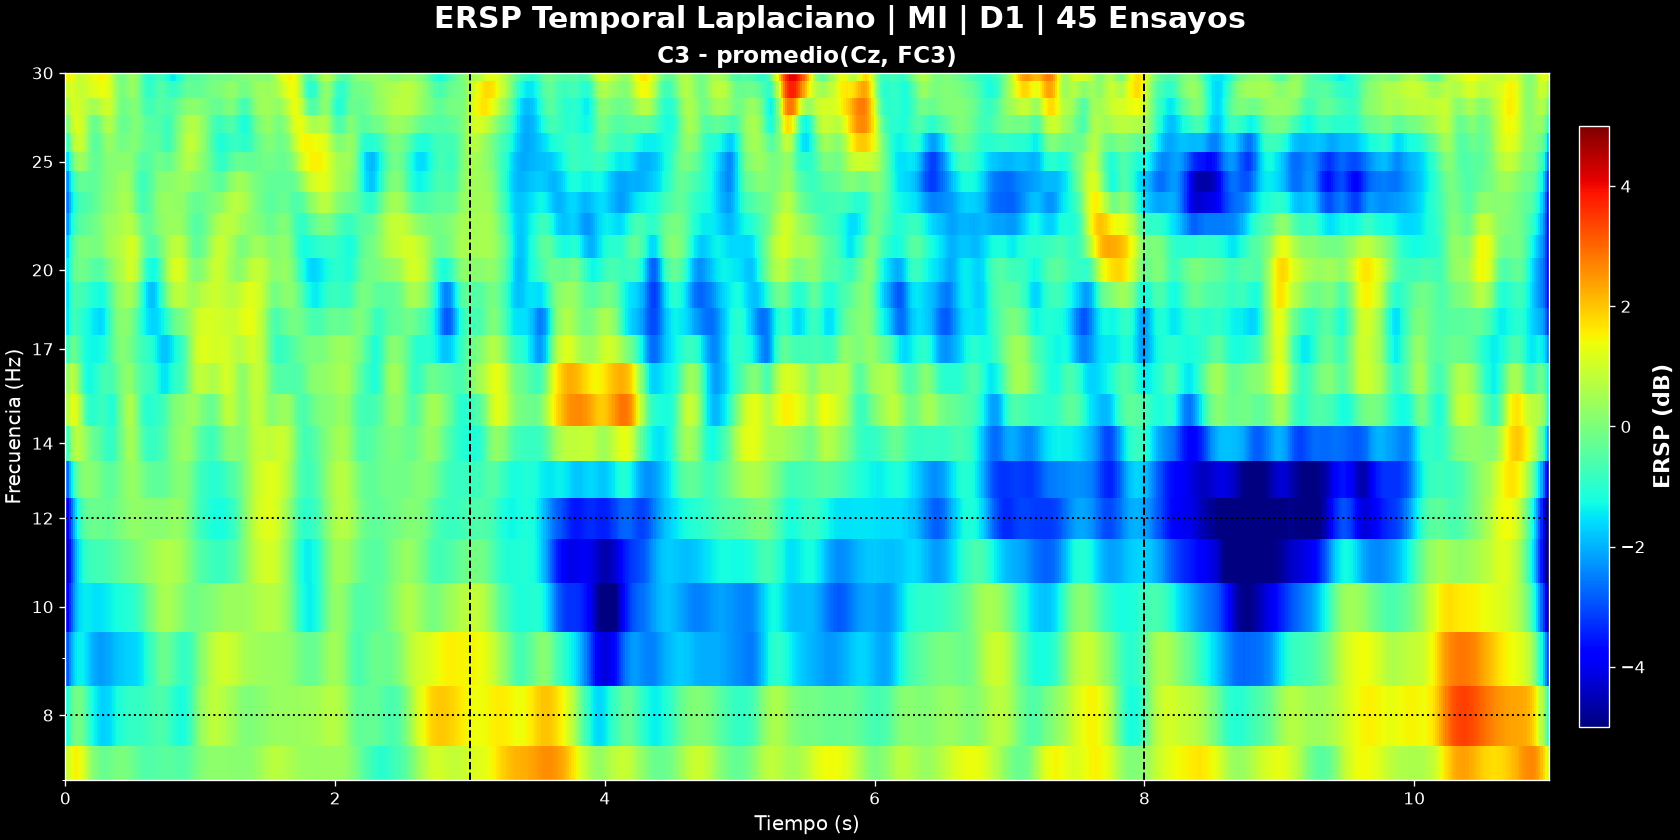 ERSP Temporal Laplaciano | MI | D1 | 45 Ensayos
C3 - promedio(Cz, FC3)
Frecuencia (Hz)
30
25
20
17
14
12
10
8
0 2 4 6 8 10
Tiempo (s)
4
2
0
−2
−4
ERSP (dB)